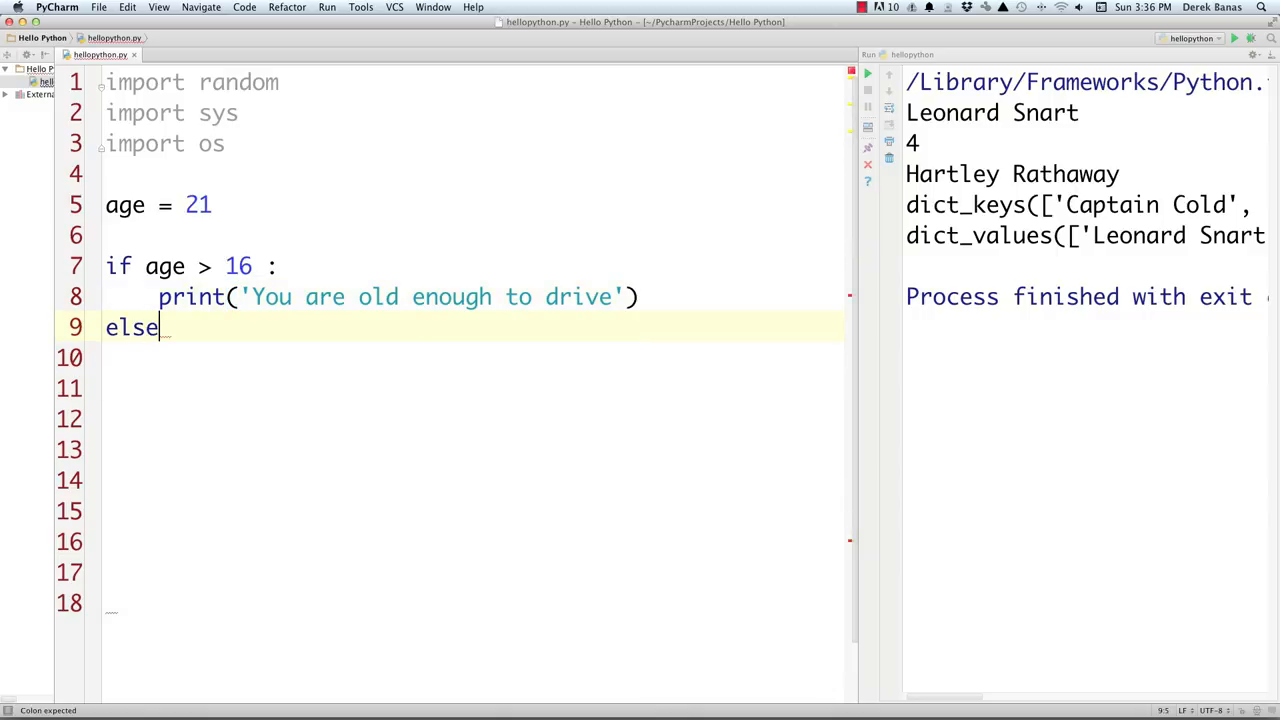 PyCharm File Edit View Navigate Code Refactor Run Tools VCS Window Help 10 Sun 3:36 PM Derek Banas
hellopython.py - Hello Python - [~/PycharmProjects/Hello Python]
Hello Python hellopython.py hellopython
hellopython.py Run hellopython
Hello P
hell
Extern
1 import random
2 import sys
3 import os
4
5 age = 21
6
7 if age > 16 :
8 print('You are old enough to drive')
9 else
10
11
12
13
14
15
16
17
18
/Library/Frameworks/Python.
Leonard Snart
4
Hartley Rathaway
dict_keys(['Captain Cold',
dict_values(['Leonard Snart
Process finished with exit
Colon expected 9:5 LF UTF-8